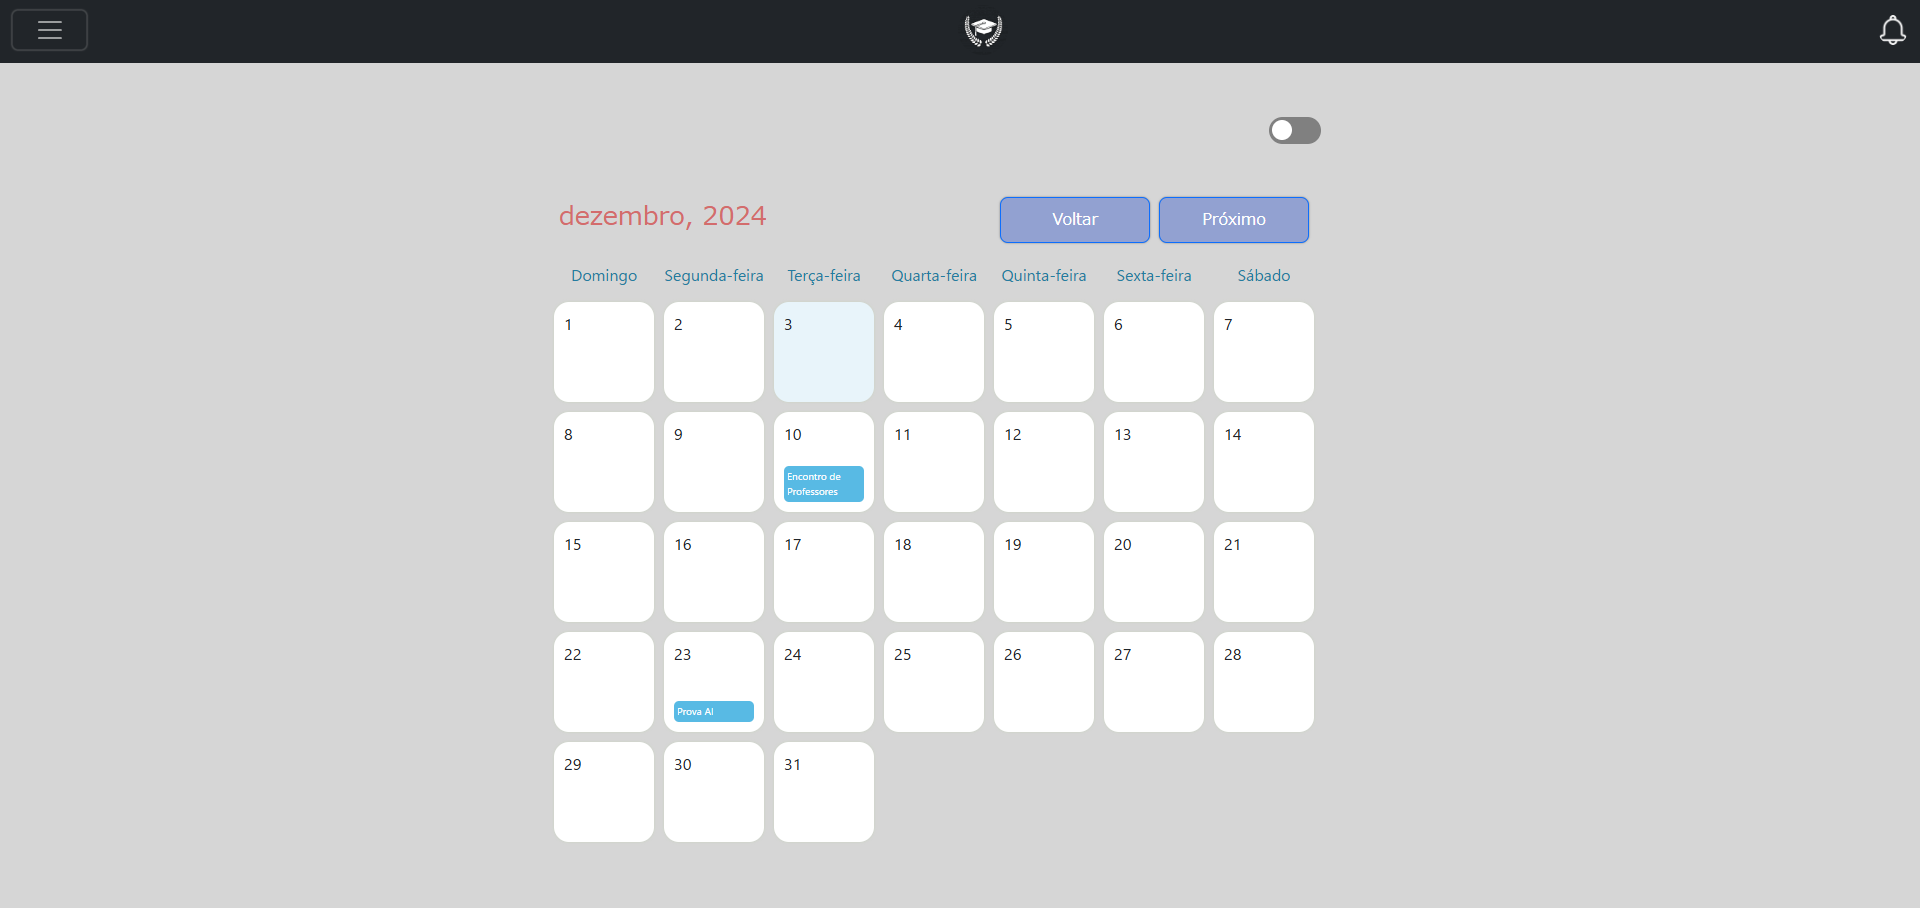 dezembro, 2024
Voltar
Próximo
Domingo
Segunda-feira
Terça-feira
Quarta-feira
Quinta-feira
Sexta-feira
Sábado
1
2
3
4
5
6
7
8
9
10
Encontro de
Professores
11
12
13
14
15
16
17
18
19
20
21
22
23
Prova AI
24
25
26
27
28
29
30
31